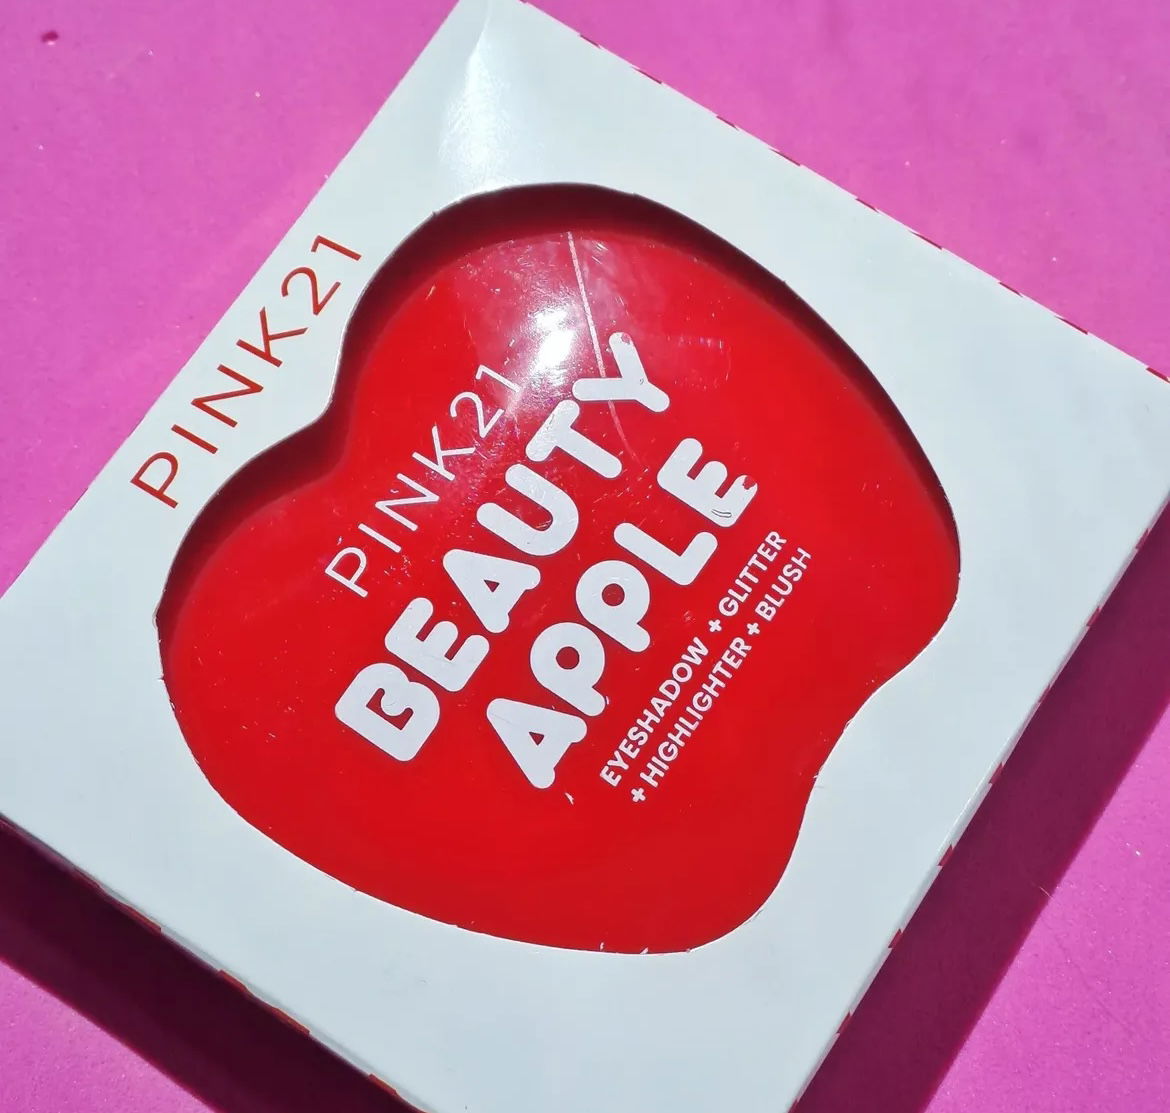 PINK21
PINK21
BEAUTY
APPLE
EYESHADOW + GLITTER
+ HIGHLIGHTER + BLUSH